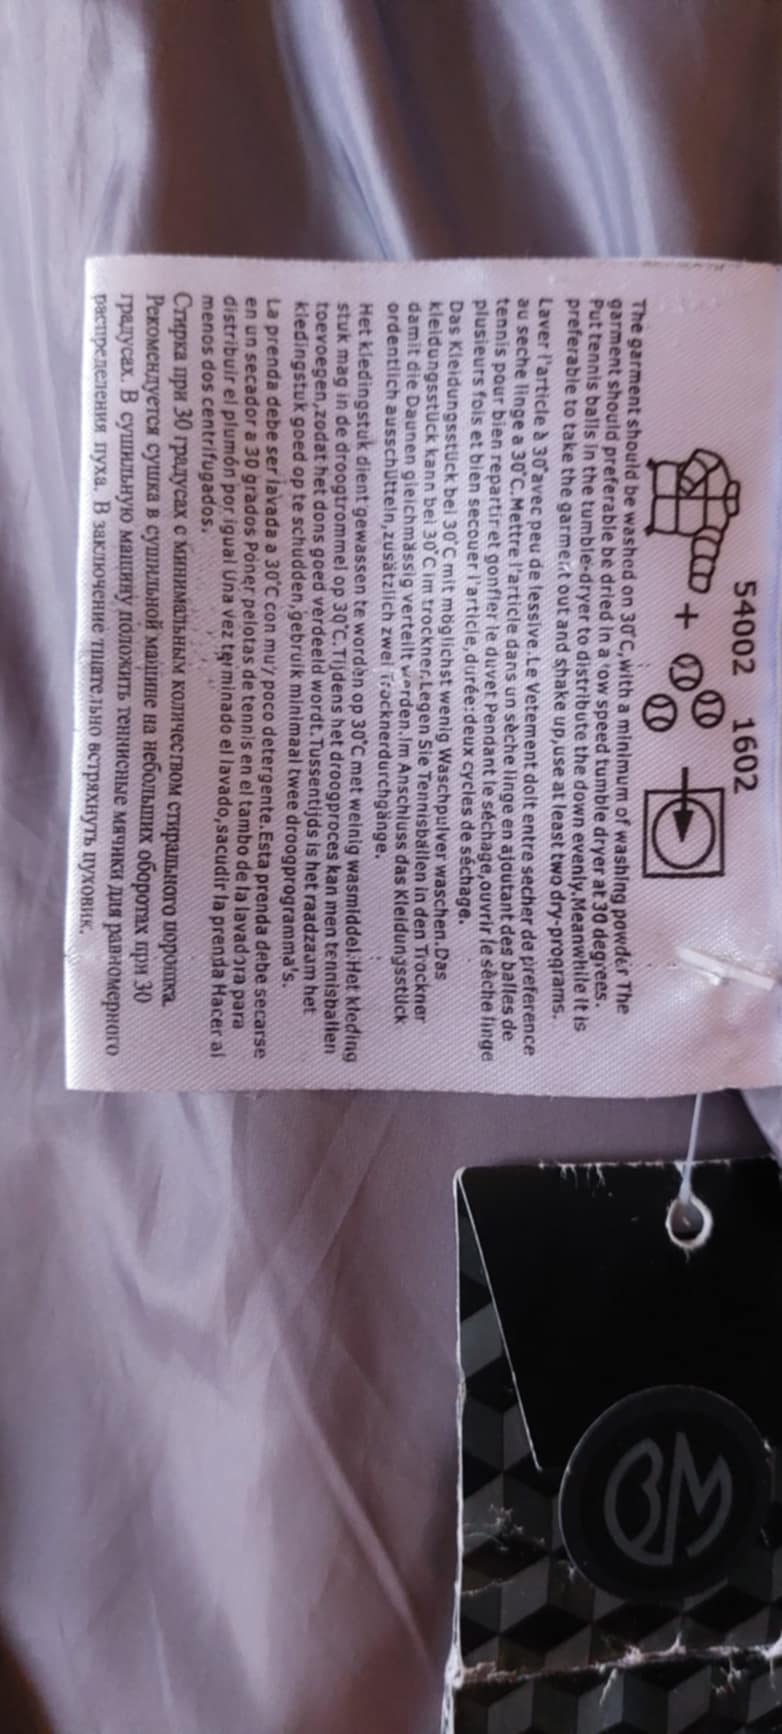 54002 1602
+
The garment should be washed on 30°C,with a minimum of washing powder The
garment should preferable be dried in a low speed tumble dryer at 30 degrees.
Put tennis balls in the tumble-dryer to distribute the down evenly.Meanwhile it is
preferable to take the garment out and shake up,use at least two dry-programs.
Laver l'article à 30°avec peu de lessive.Le Vetement doit entre secher de preference
au seche linge a 30°C.Mettre l'article dans un sèche linge en ajoutant des balles de
tennis pour bien repartir et gonfler le duvet Pendant le séchage,ouvrir le sèche linge
plusieurs fois et bien secouer l'article,durée:deux cycles de séchage.
Das Kleidungsstück bei 30°C mit möglichst wenig Waschpulver waschen.Das
kleidungsstück kann bei 30°C im trockner.Legen Sie Tennisbällen in den Trockner
damit die Daunen gleichmässig verteilt werden.Im Anschluss das Kleidungsstück
ordentlich ausschütteln,zusätzlich zwei Trocknerdurchgänge.
Het kledingstuk dient gewassen te worden op 30°C met weinig wasmiddel.Het kleding
stuk mag in de droogtrommel op 30°C.Tijdens het droogproces kan men tennisballen
toevoegen,zodat het dons goed verdeeld wordt.Tussentijds is het raadzaam het
kledingstuk goed op te schudden,gebruik minimaal twee droogprogramma's.
La prenda debe ser lavada a 30°C con muy poco detergente.Esta prenda debe secarse
en un secador a 30 grados Poner pelotas de tennis en el tambo de la lavadora para
distribuir el plumón por igual Una vez terminado el lavado,sacudir la prenda Hacer al
menos dos centrifugados.
Стирка при 30 градусах с минимальным количеством стирального порошка.
Рекомендуется сушка в сушильной машине на небольших оборотах при 30
градусах. В сушильную машину положить теннисные мячики для равномерного
распределения пуха. В заключение тщательно встряхнуть пуховик.